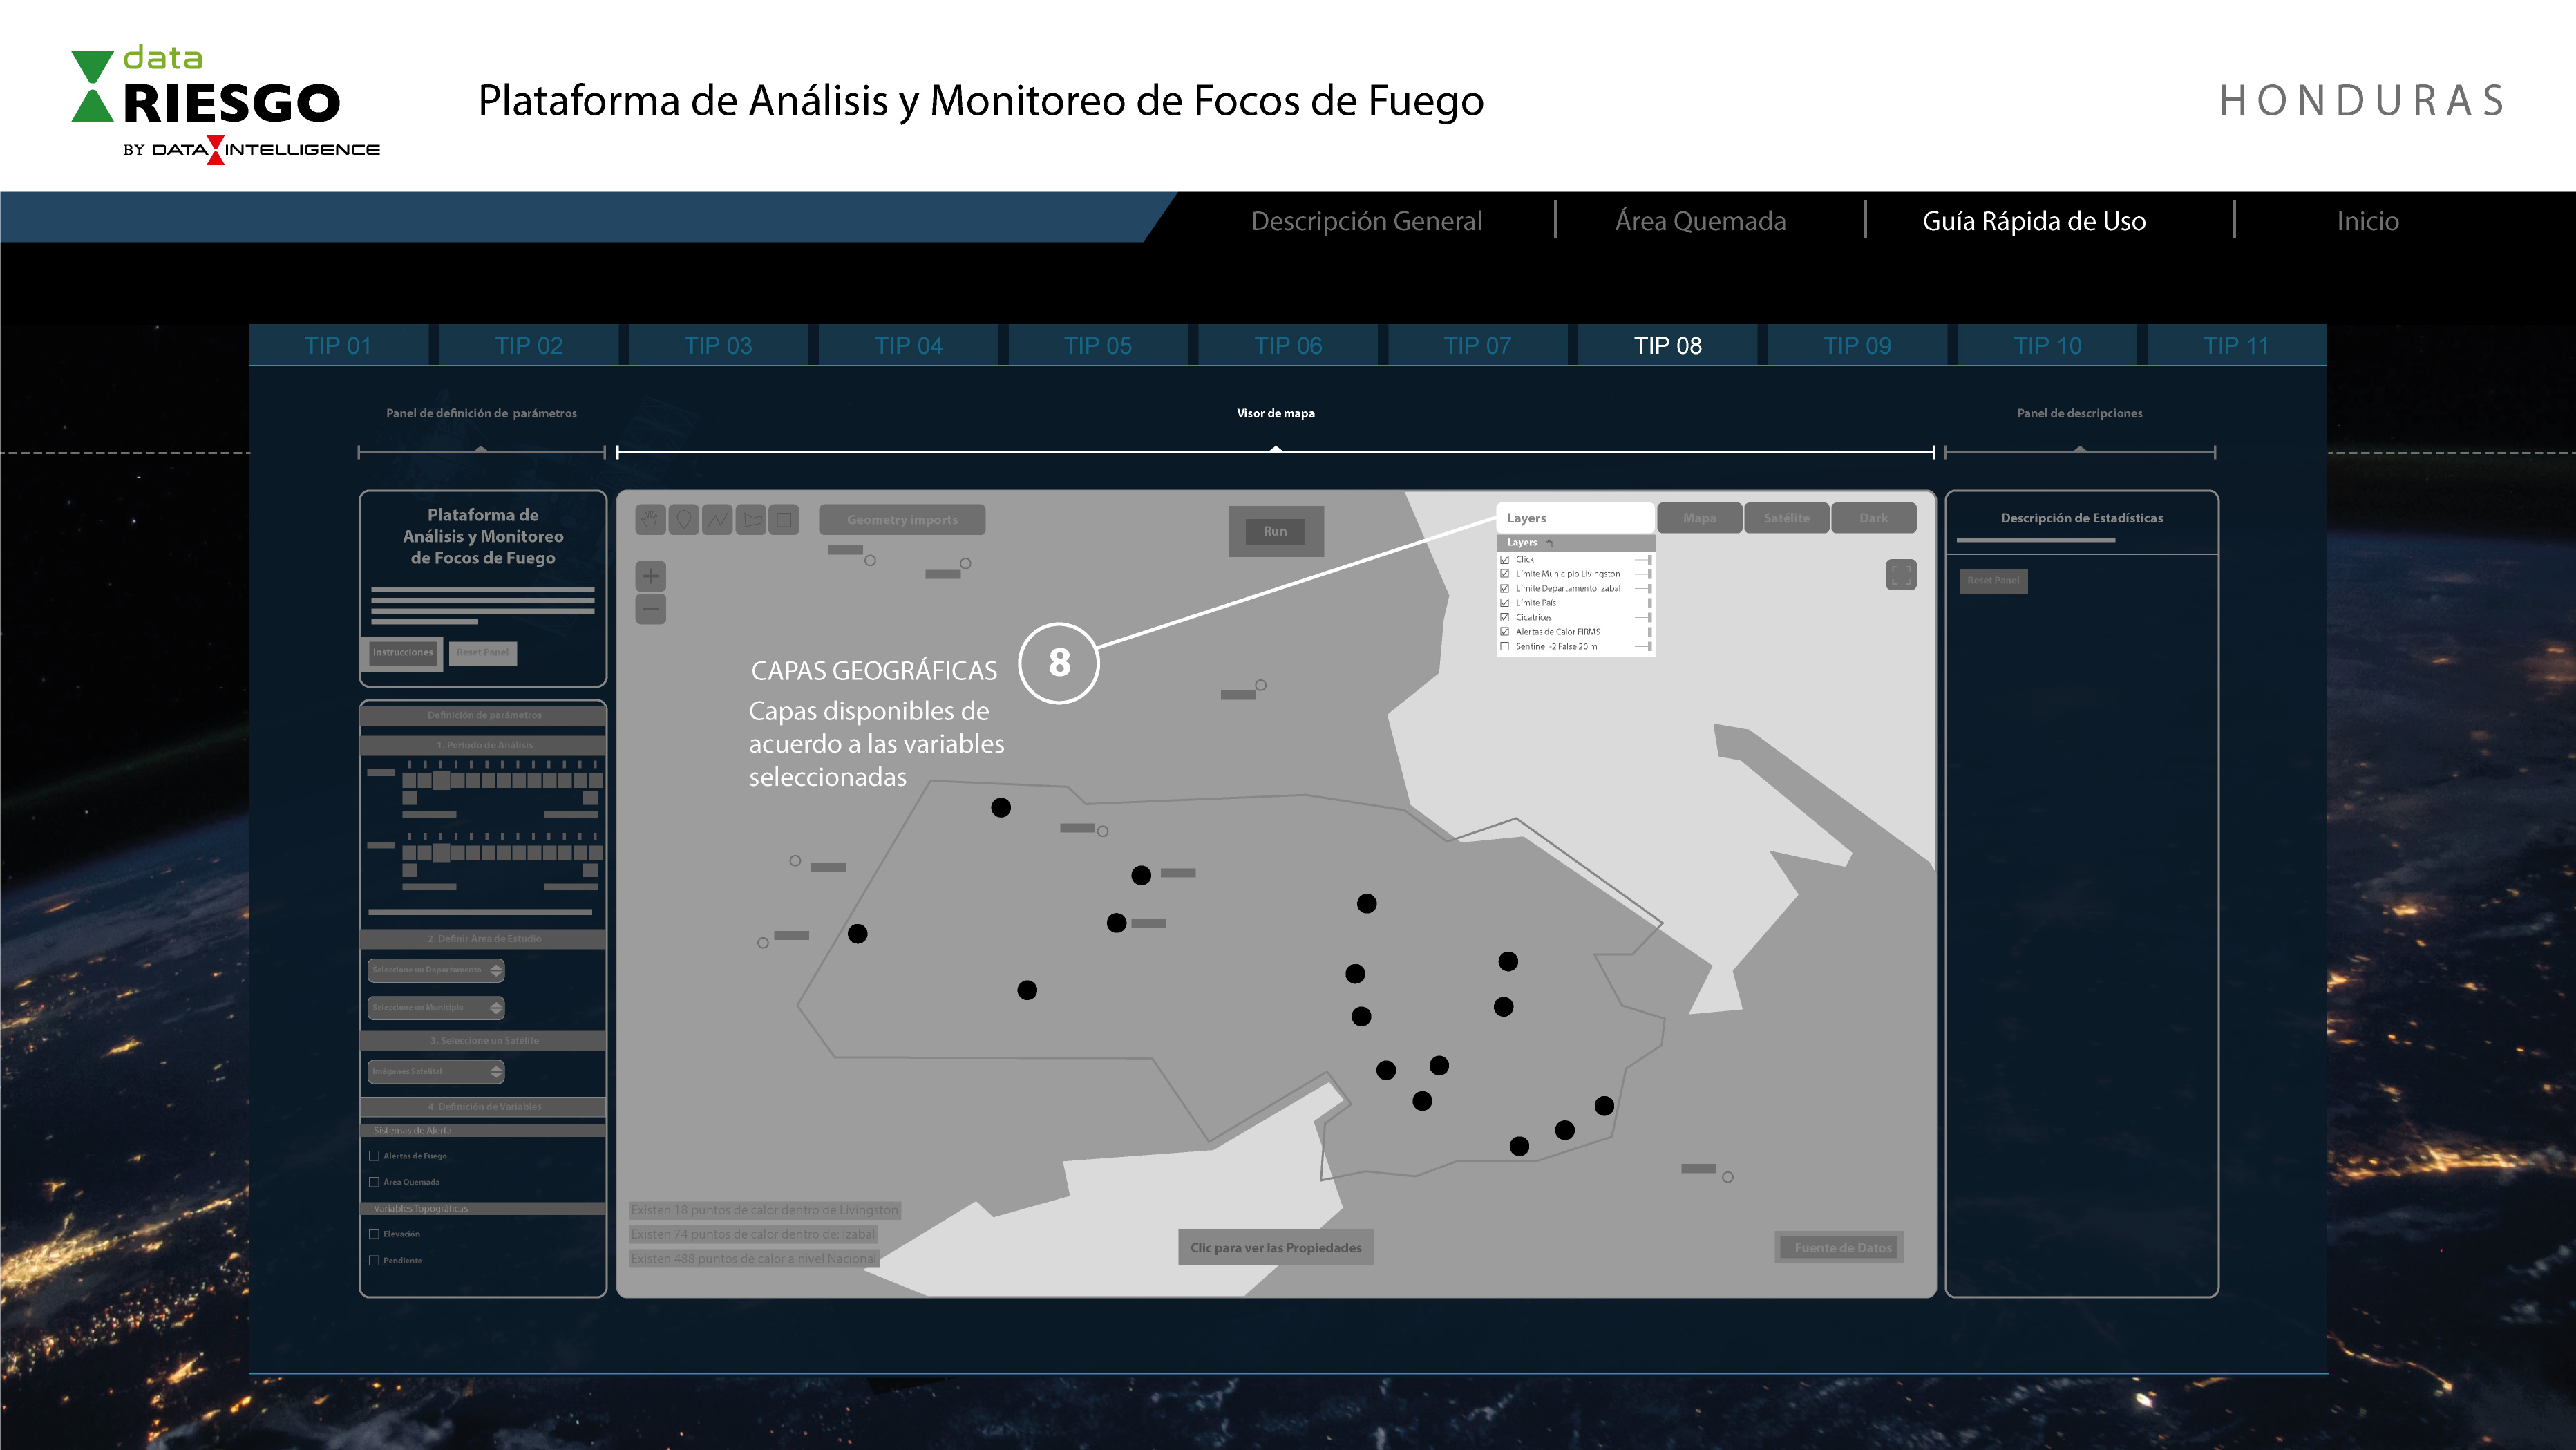 data
RIESGO
BY DATA INTELLIGENCE
Plataforma de Análisis y Monitoreo de Focos de Fuego
HONDURAS
Descripción General
Área Quemada
Guía Rápida de Uso
Inicio
TIP 01
TIP 02
TIP 03
TIP 04
TIP 05
TIP 06
TIP 07
TIP 08
TIP 09
TIP 10
TIP 11
Panel de definición de parámetros
Visor de mapa
Panel de descripciones
Plataforma de
Análisis y Monitoreo
de Focos de Fuego
Instrucciones
Reset Panel
Definición de parámetros
1. Período de Análisis
2. Definir Área de Estudio
Seleccione un Departamento
Seleccione un Municipio
3. Seleccione un Satélite
Imágenes Satelital
4. Definición de Variables
Sistemas de Alerta
Alertas de Fuego
Área Quemada
Variables Topográficas
Elevación
Pendiente
Geometry imports
Run
Layers
Mapa
Satélite
Dark
Layers
Click
Límite Municipio Livingston
Límite Departamento Izabal
Límite País
Cicatrices
Alertas de Calor FIRMS
Sentinel -2 False 20 m
8
CAPAS GEOGRÁFICAS
Capas disponibles de
acuerdo a las variables
seleccionadas
Existen 18 puntos de calor dentro de Livingston
Existen 74 puntos de calor dentro de: Izabal
Existen 488 puntos de calor a nivel Nacional
Clic para ver las Propiedades
Fuente de Datos
Descripción de Estadísticas
Reset Panel